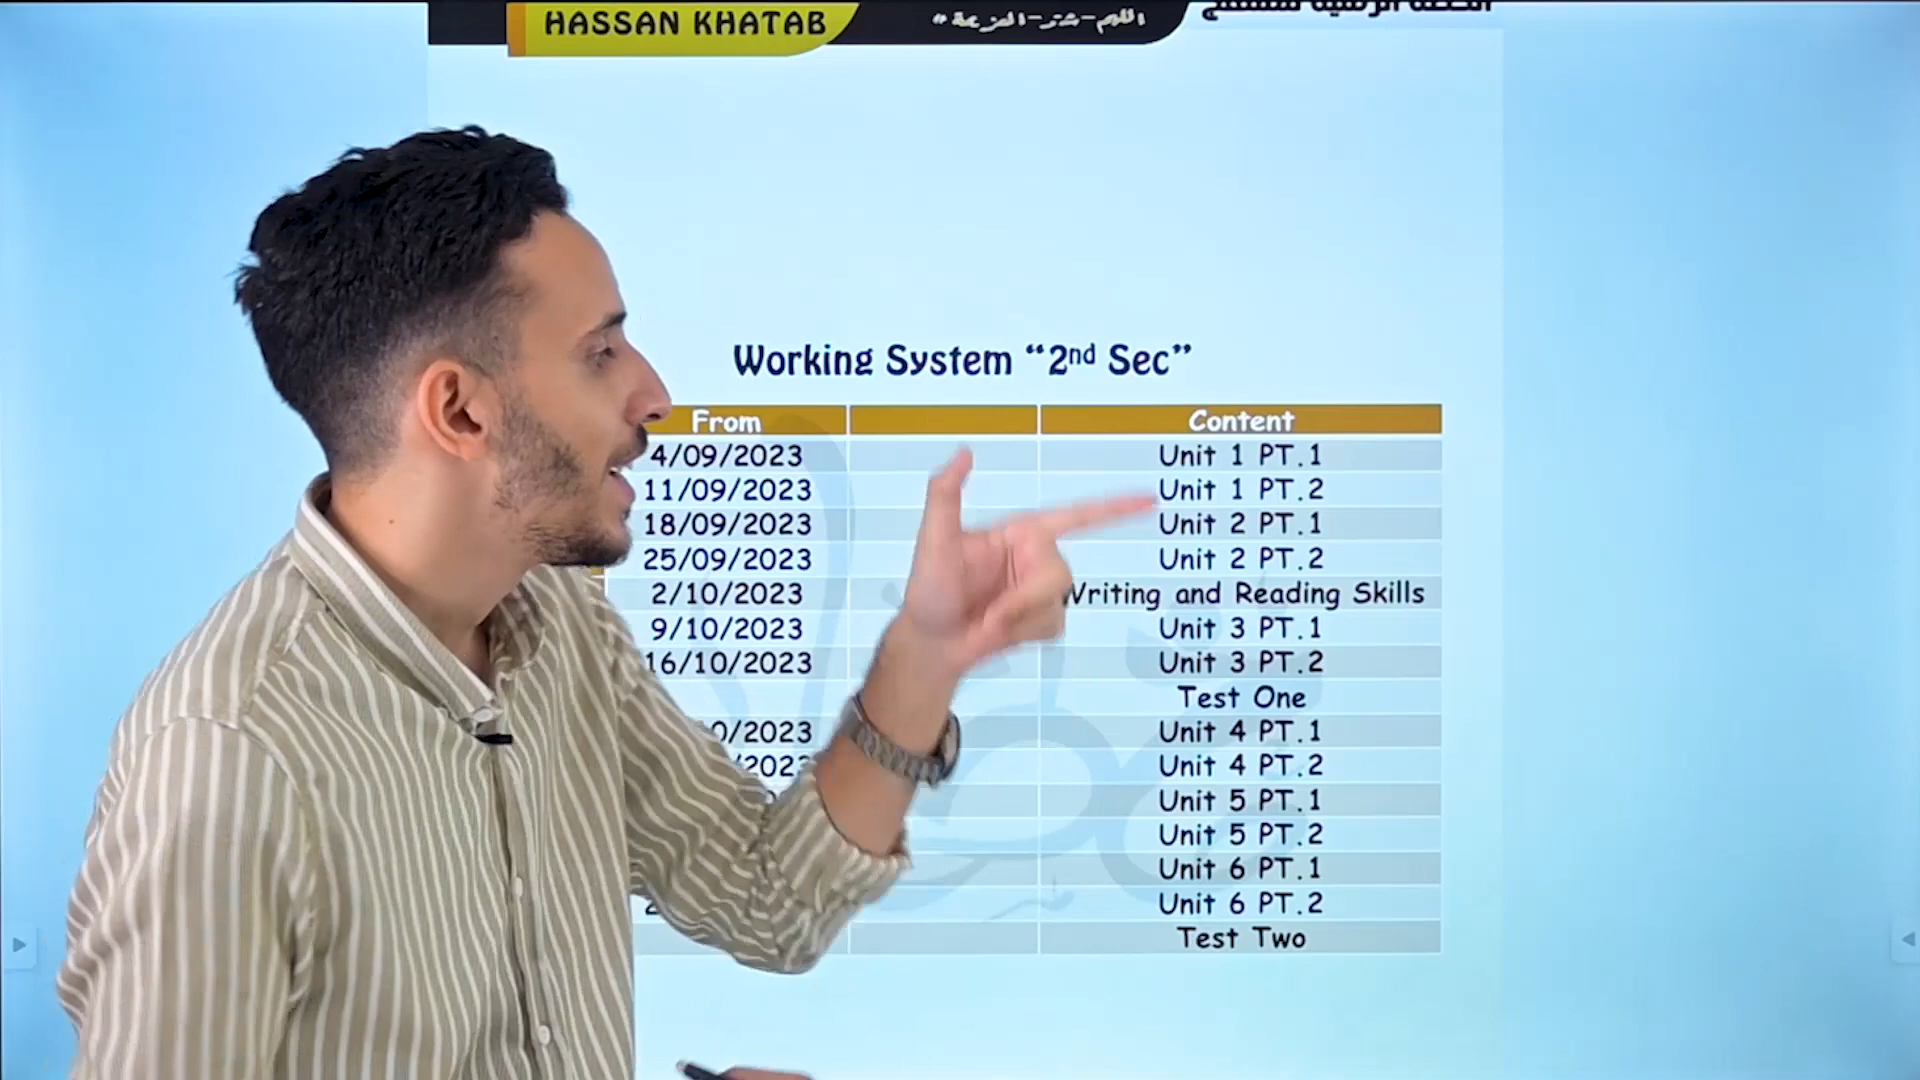 HASSAN KHATAB
Working System “2nd Sec”
From Content
4/09/2023 Unit 1 PT.1
11/09/2023 Unit 1 PT.2
18/09/2023 Unit 2 PT.1
25/09/2023 Unit 2 PT.2
2/10/2023 Writing and Reading Skills
9/10/2023 Unit 3 PT.1
16/10/2023 Unit 3 PT.2
Test One
0/2023 Unit 4 PT.1
/2023 Unit 4 PT.2
Unit 5 PT.1
Unit 5 PT.2
Unit 6 PT.1
2 Unit 6 PT.2
Test Two